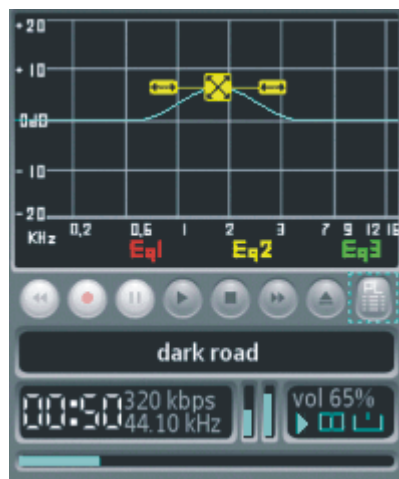 +20
+10
0dB
-10
-20
KHz 0,2 0,6 1 2 3 7 9 12 16
Eq1 Eq2 Eq3
PL
dark road
00:50 320 kbps
44.10 kHz
vol 65%